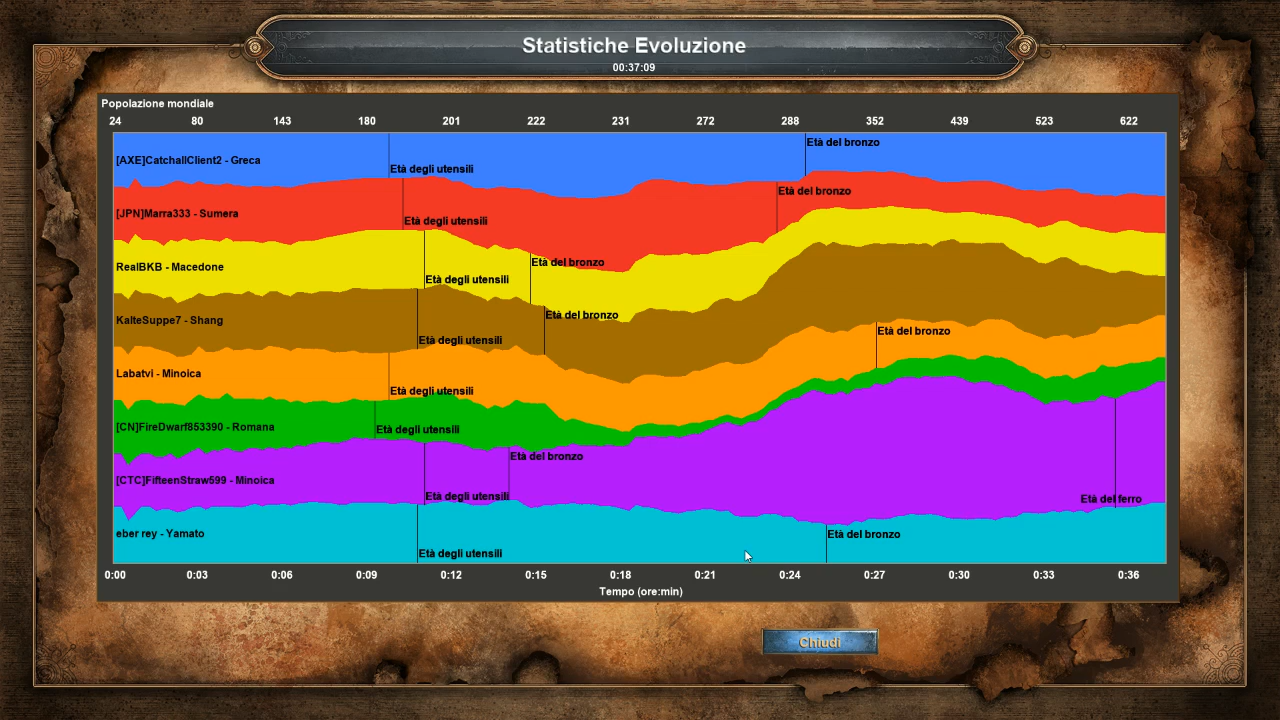 Statistiche Evoluzione
00:37:09
Popolazione mondiale
24 80 143 180 201 222 231 272 288 352 439 523 622
Età del bronzo
[AXE]CatchallClient2 - Greca
Età degli utensili
Età del bronzo
[JPN]Marra333 - Sumera
Età degli utensili
Età del bronzo
RealBKB - Macedone
Età degli utensili
Età del bronzo
KalteSuppe7 - Shang
Età del bronzo
Età degli utensili
Labatvi - Minoica
Età degli utensili
[CN]FireDwarf853390 - Romana
Età degli utensili
Età del bronzo
[CTC]FifteenStraw599 - Minoica
Età degli utensili
Età del ferro
eber rey - Yamato
Età del bronzo
Età degli utensili
0:00 0:03 0:06 0:09 0:12 0:15 0:18 0:21 0:24 0:27 0:30 0:33 0:36
Tempo (ore:min)
Chiudi